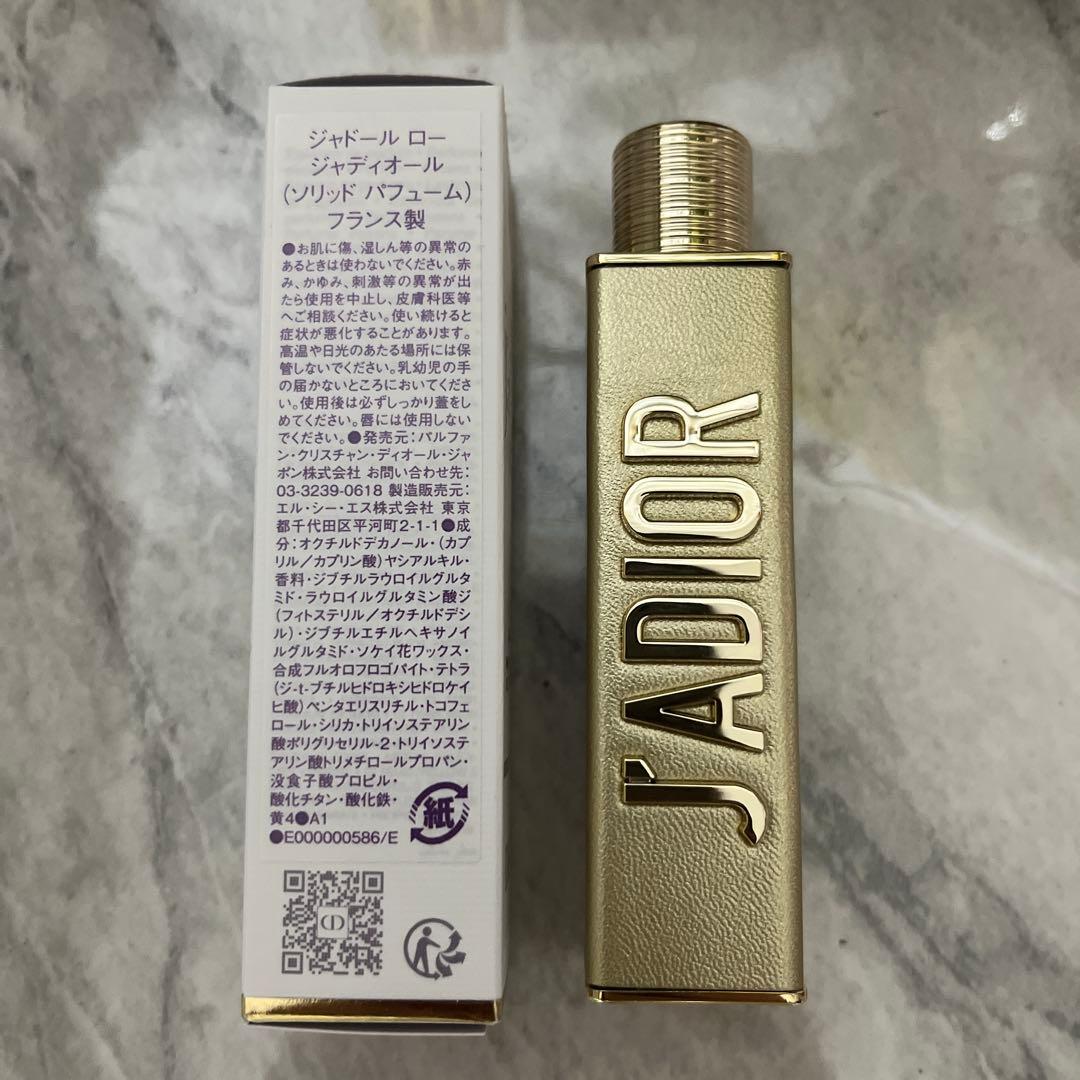 ジャドール ロー
ジャディオール
(ソリッド パフューム)
フランス製
●お肌に傷、湿しん等の異常の
あるときは使わないでください。赤
み、かゆみ、刺激等の異常が出
たら使用を中止し、皮膚科医等
へご相談ください。使い続けると
症状が悪化することがあります。
高温や日光のあたる場所には保
管しないでください。乳幼児の手
の届かないところにおいてくださ
い。使用後は必ずしっかり蓋をし
めてください。唇には使用しない
でください。●発売元:パルファ
ン・クリスチャン・ディオール・ジャ
ポン株式会社 お問い合わせ先:
03-3239-0618 製造販売元:
エル・シー・エス株式会社 東京
都千代田区平河町2-1-1●成
分:オクチルドデカノール・(カプ
リル/カプリン酸)ヤシアルキル・
香料・ジブチルラウロイルグルタ
ミド・ラウロイルグルタミン酸ジ
(フィトステリル/オクチルドデシ
ル)・ジブチルエチルヘキサノイ
ルグルタミド・ソケイ花ワックス・
合成フルオロフロゴパイト・テトラ
(ジ-t-ブチルヒドロキシヒドロケイ
ヒ酸)ペンタエリスリチル・トコフェ
ロール・シリカ・トリイソステアリン
酸ポリグリセリル-2・トリイソステ
アリン酸トリメチロールプロパン・
没食子酸プロピル・
酸化チタン・酸化鉄・
黄4●A1
●E000000586/E
紙
CD
J'ADIOR